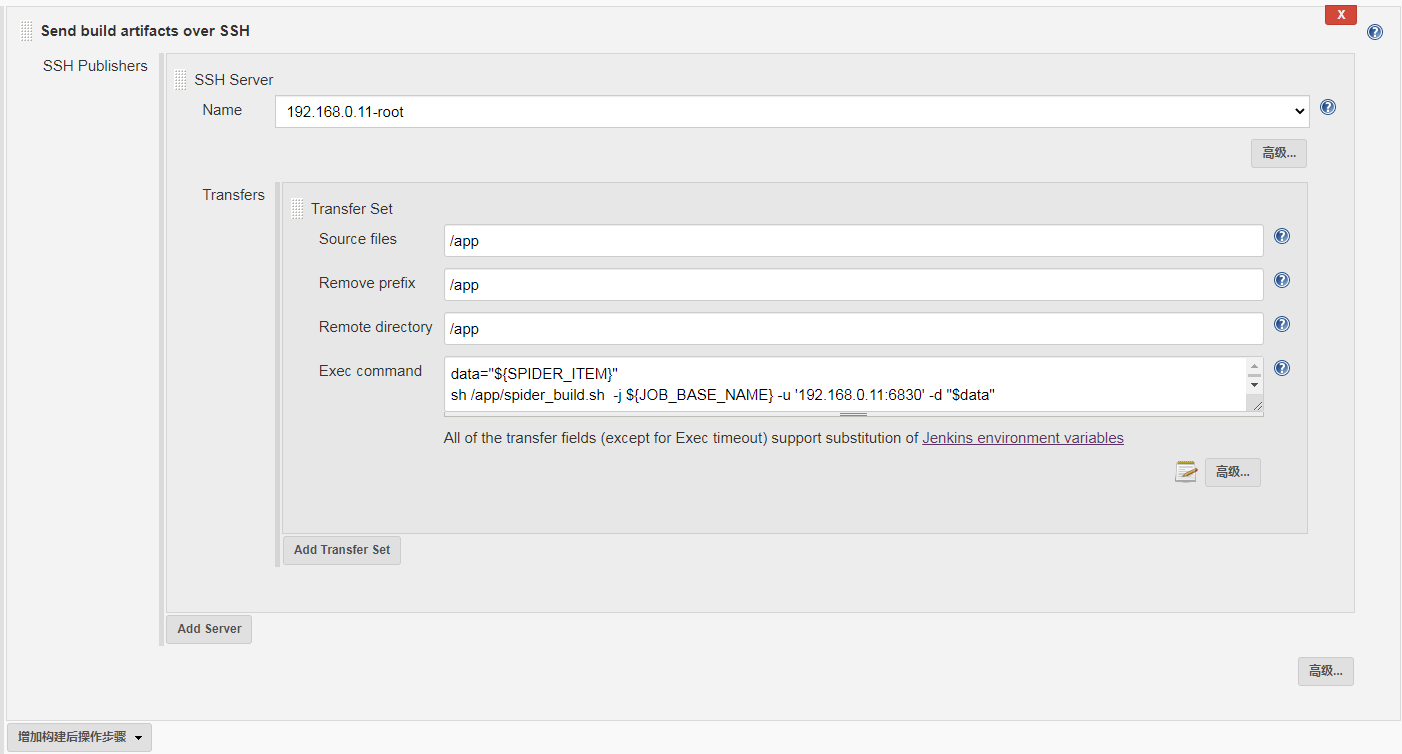 X
Send build artifacts over SSH
SSH Publishers
SSH Server
Name
192.168.0.11-root
高级...
Transfers
Transfer Set
Source files
/app
Remove prefix
/app
Remote directory
/app
Exec command
data="${SPIDER_ITEM}"
sh /app/spider_build.sh  -j ${JOB_BASE_NAME} -u '192.168.0.11:6830' -d "$data"
All of the transfer fields (except for Exec timeout) support substitution of Jenkins environment variables
高级...
Add Transfer Set
Add Server
高级...
增加构建后操作步骤